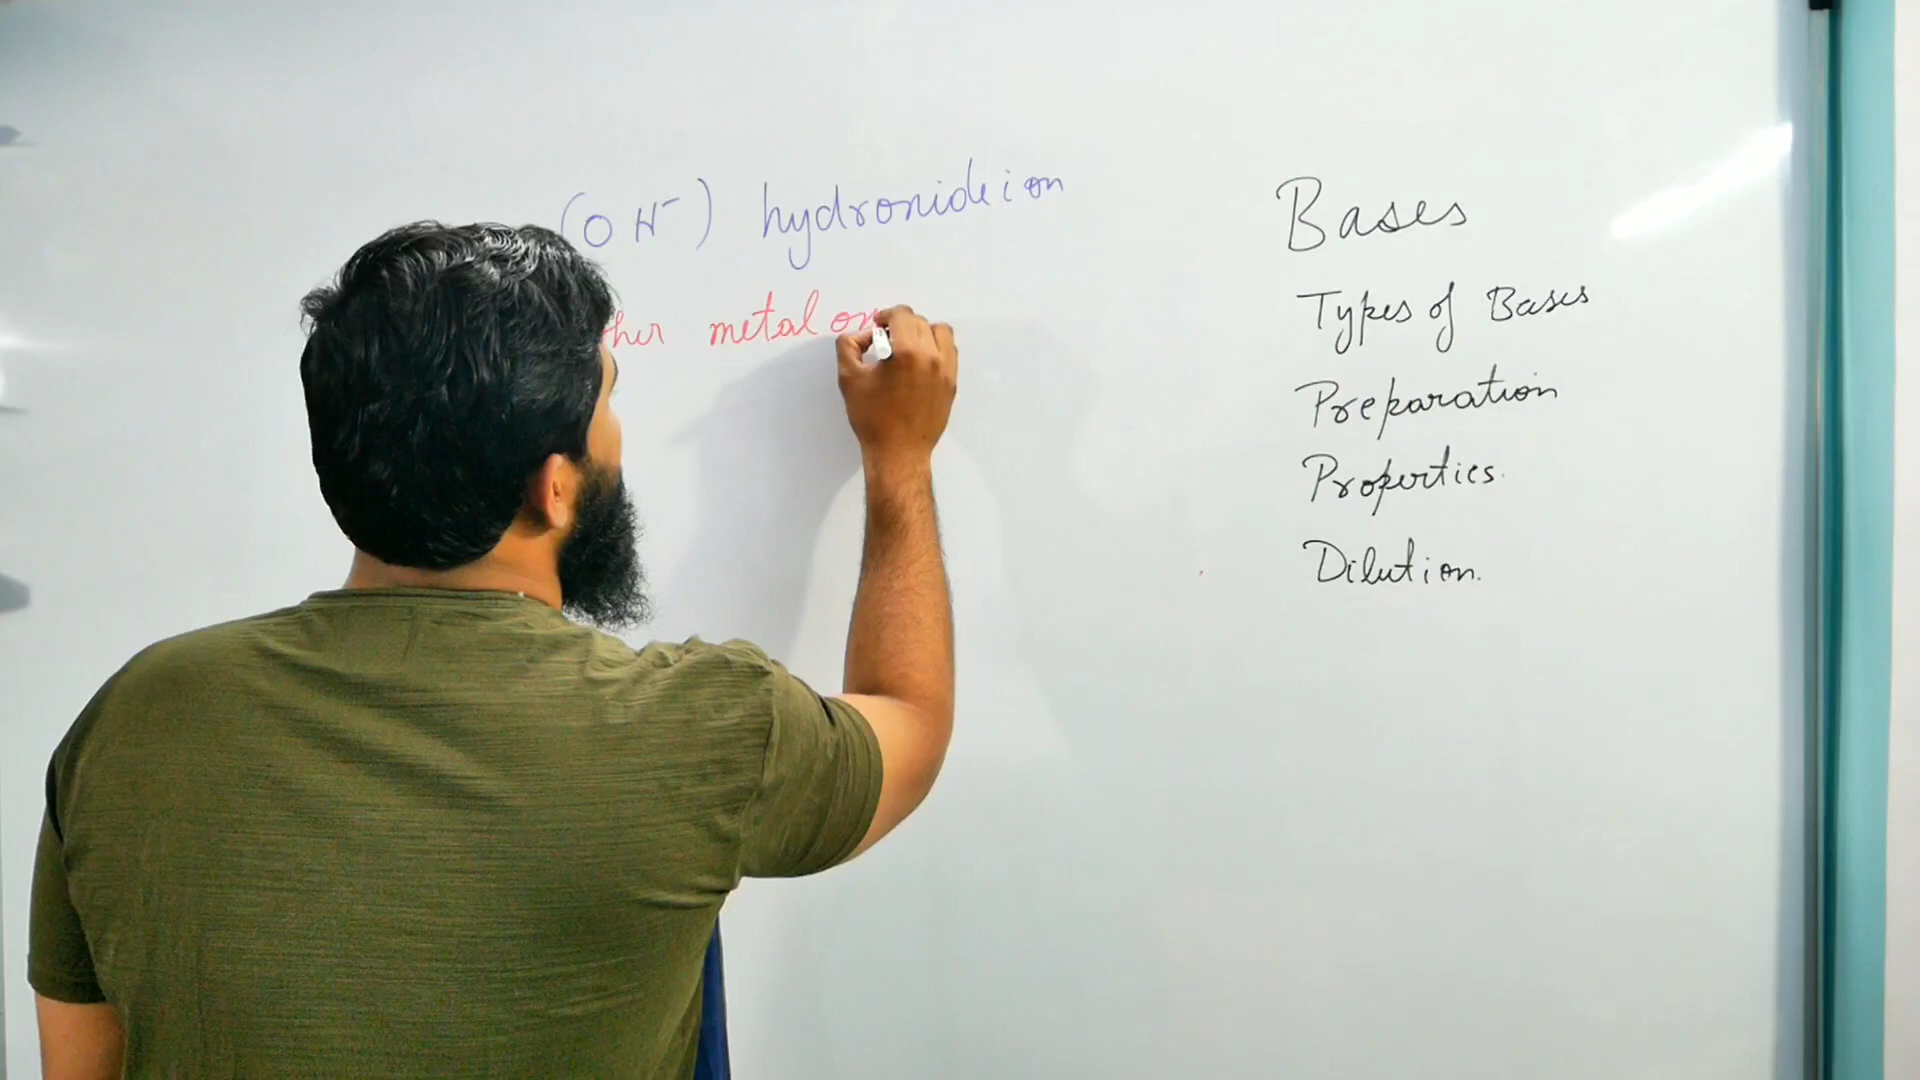 (OH⁻) hydroxide ion
metal
Bases
Types of Bases
Preparation
Properties.
Dilution.